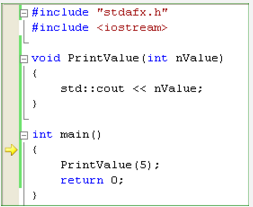 #include "stdafx.h"
#include <iostream>
void PrintValue(int nValue)
{
std::cout << nValue;
}
int main()
{
PrintValue(5);
return 0;
}